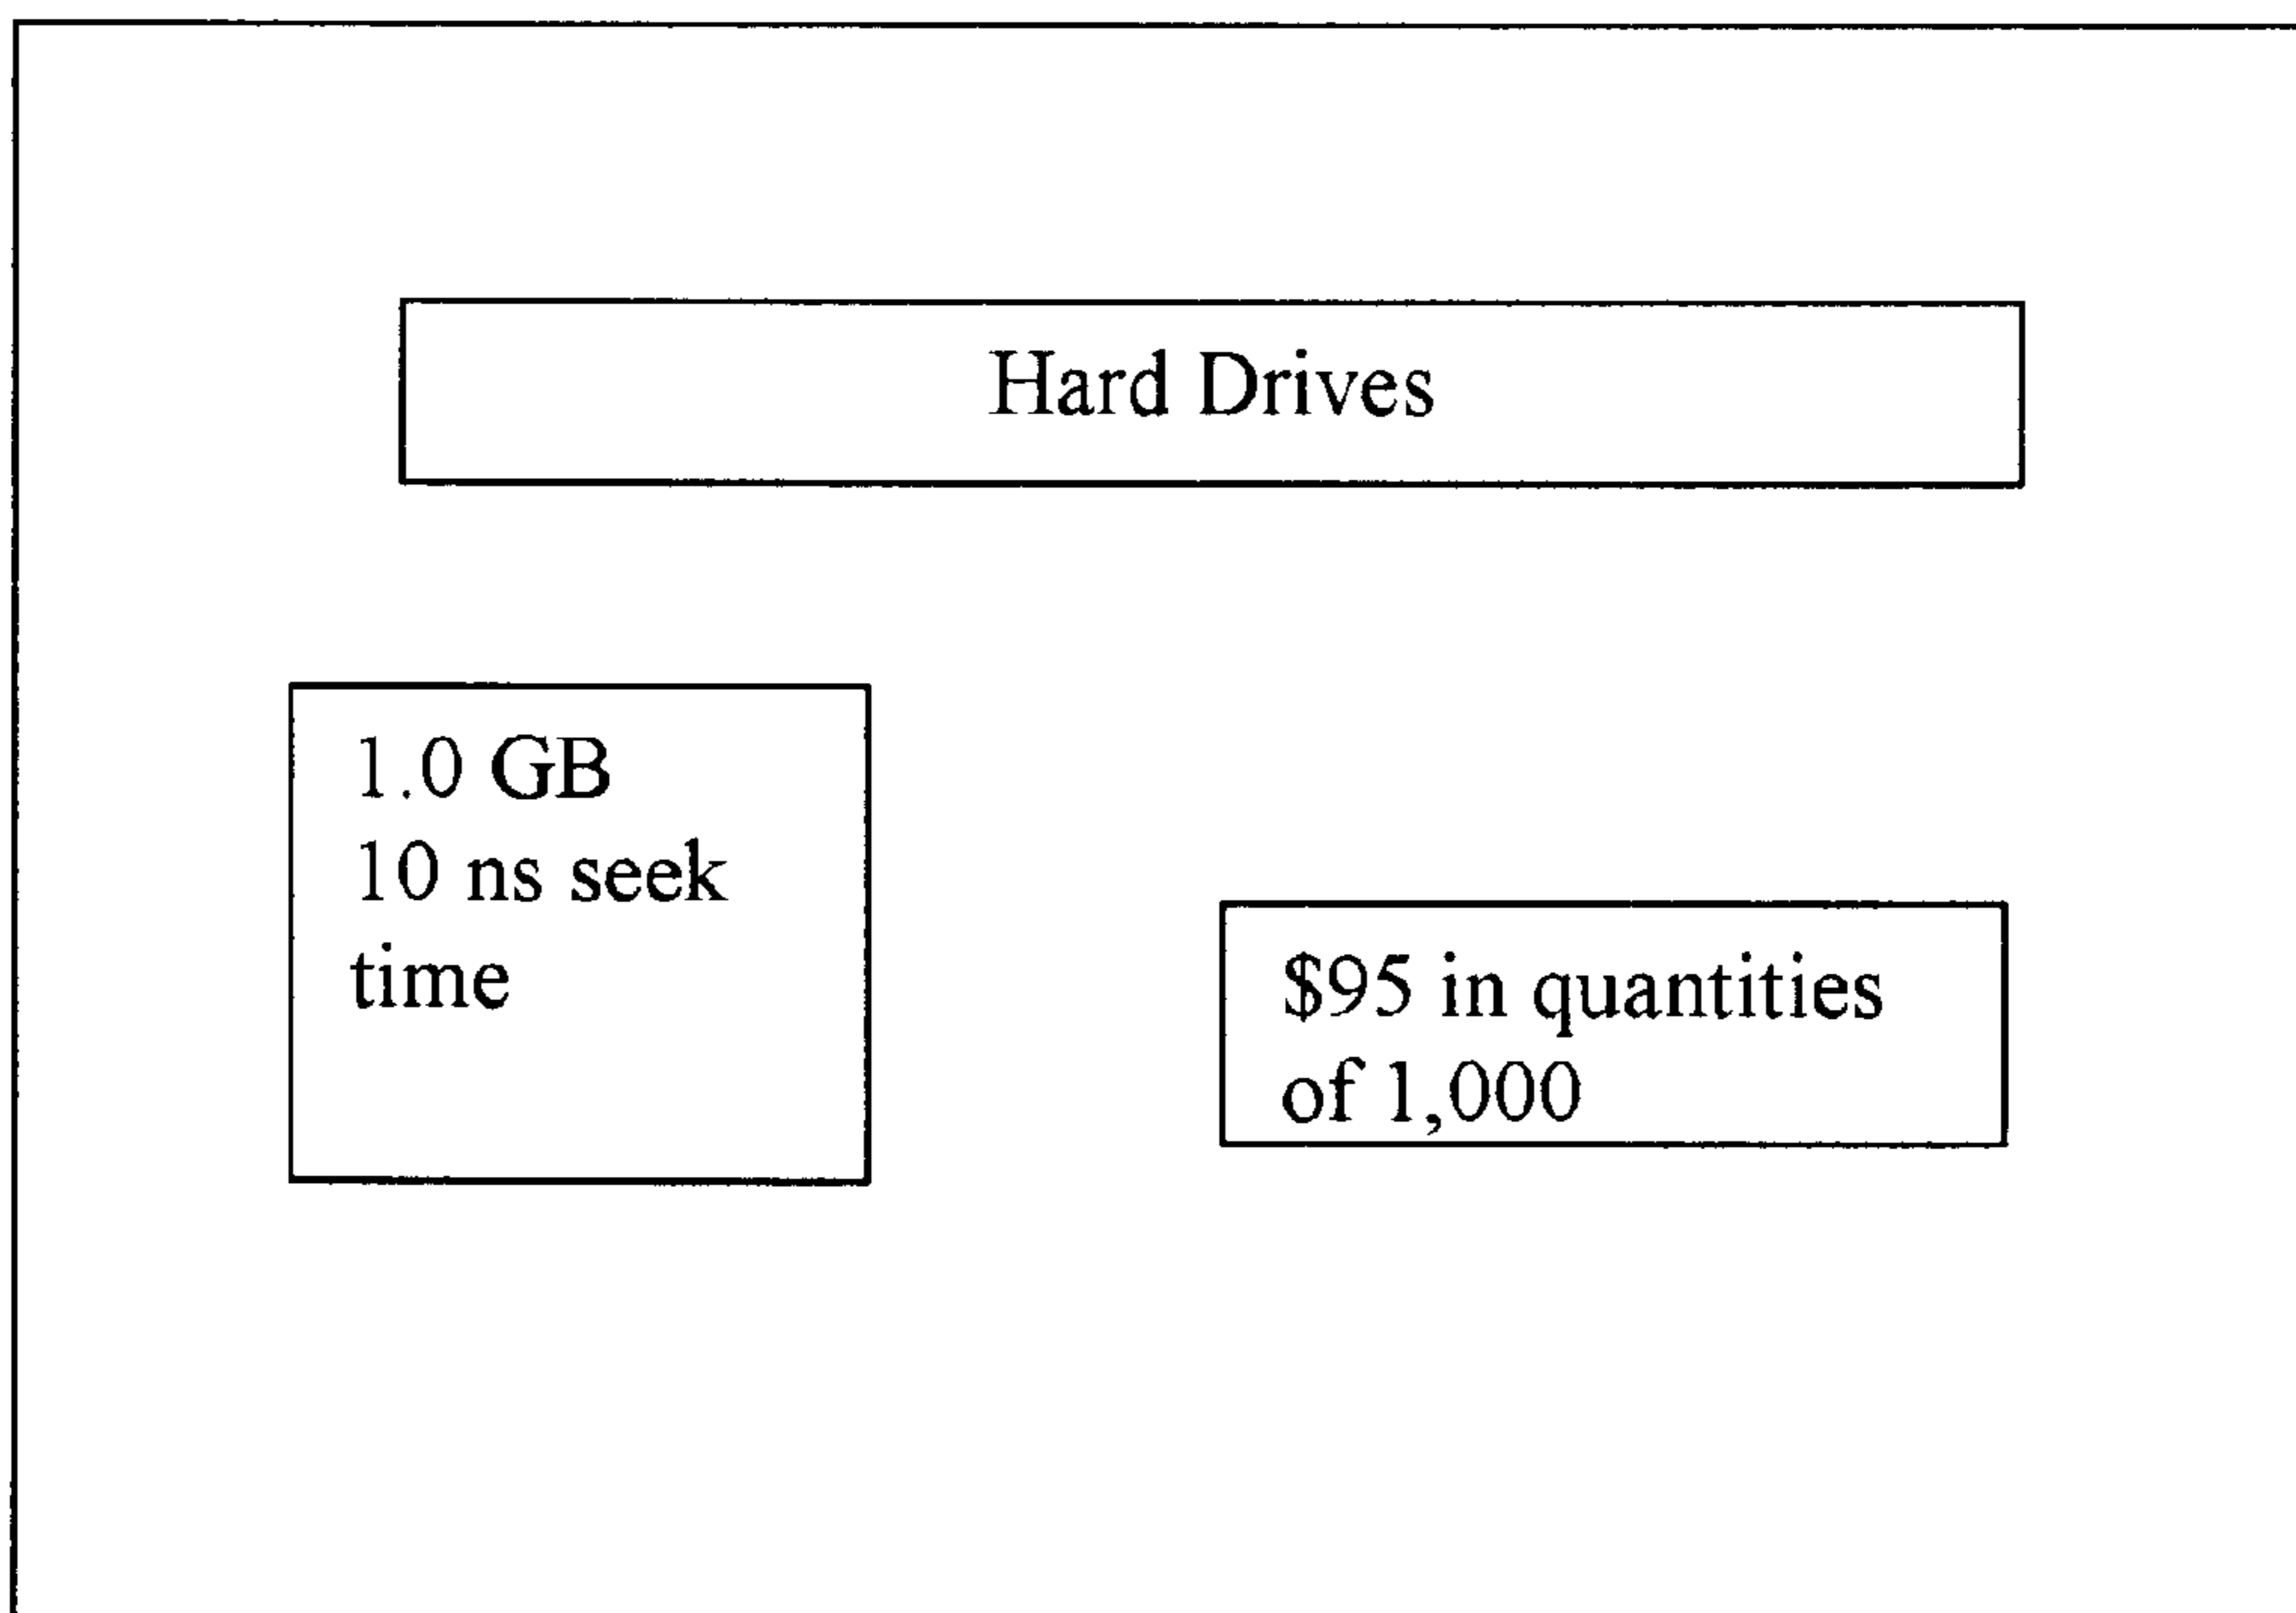 Hard Drives
1.0 GB
10 ns seek
time
$95 in quantities
of 1,000